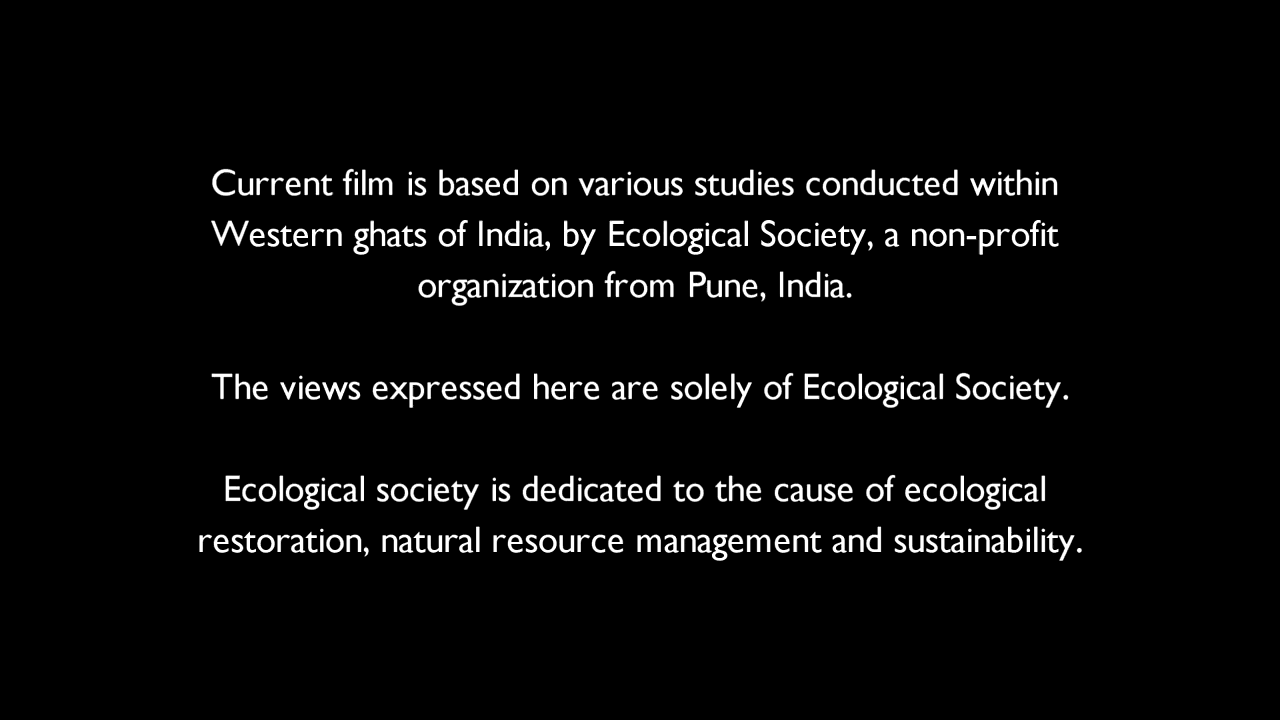 Current film is based on various studies conducted within
Western ghats of India, by Ecological Society, a non-profit
organization from Pune, India.
The views expressed here are solely of Ecological Society.
Ecological society is dedicated to the cause of ecological
restoration, natural resource management and sustainability.